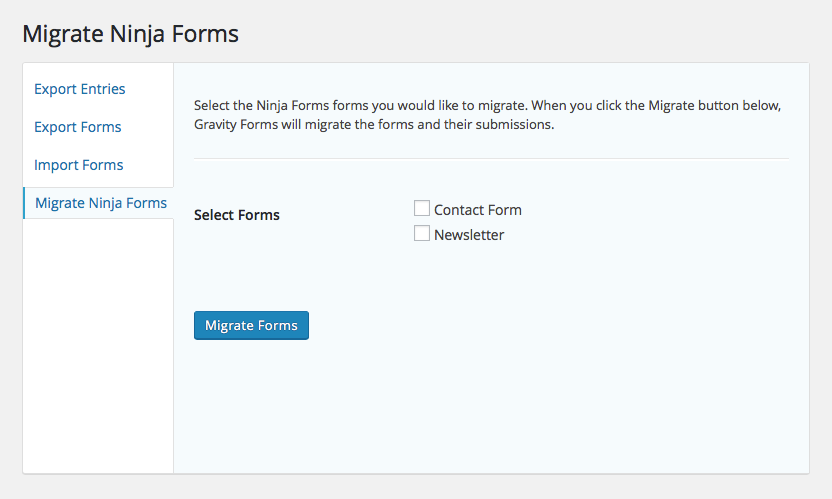 Migrate Ninja Forms
Export Entries
Export Forms
Import Forms
Migrate Ninja Forms
Select the Ninja Forms forms you would like to migrate. When you click the Migrate button below,
Gravity Forms will migrate the forms and their submissions.
Select Forms
Contact Form
Newsletter
Migrate Forms